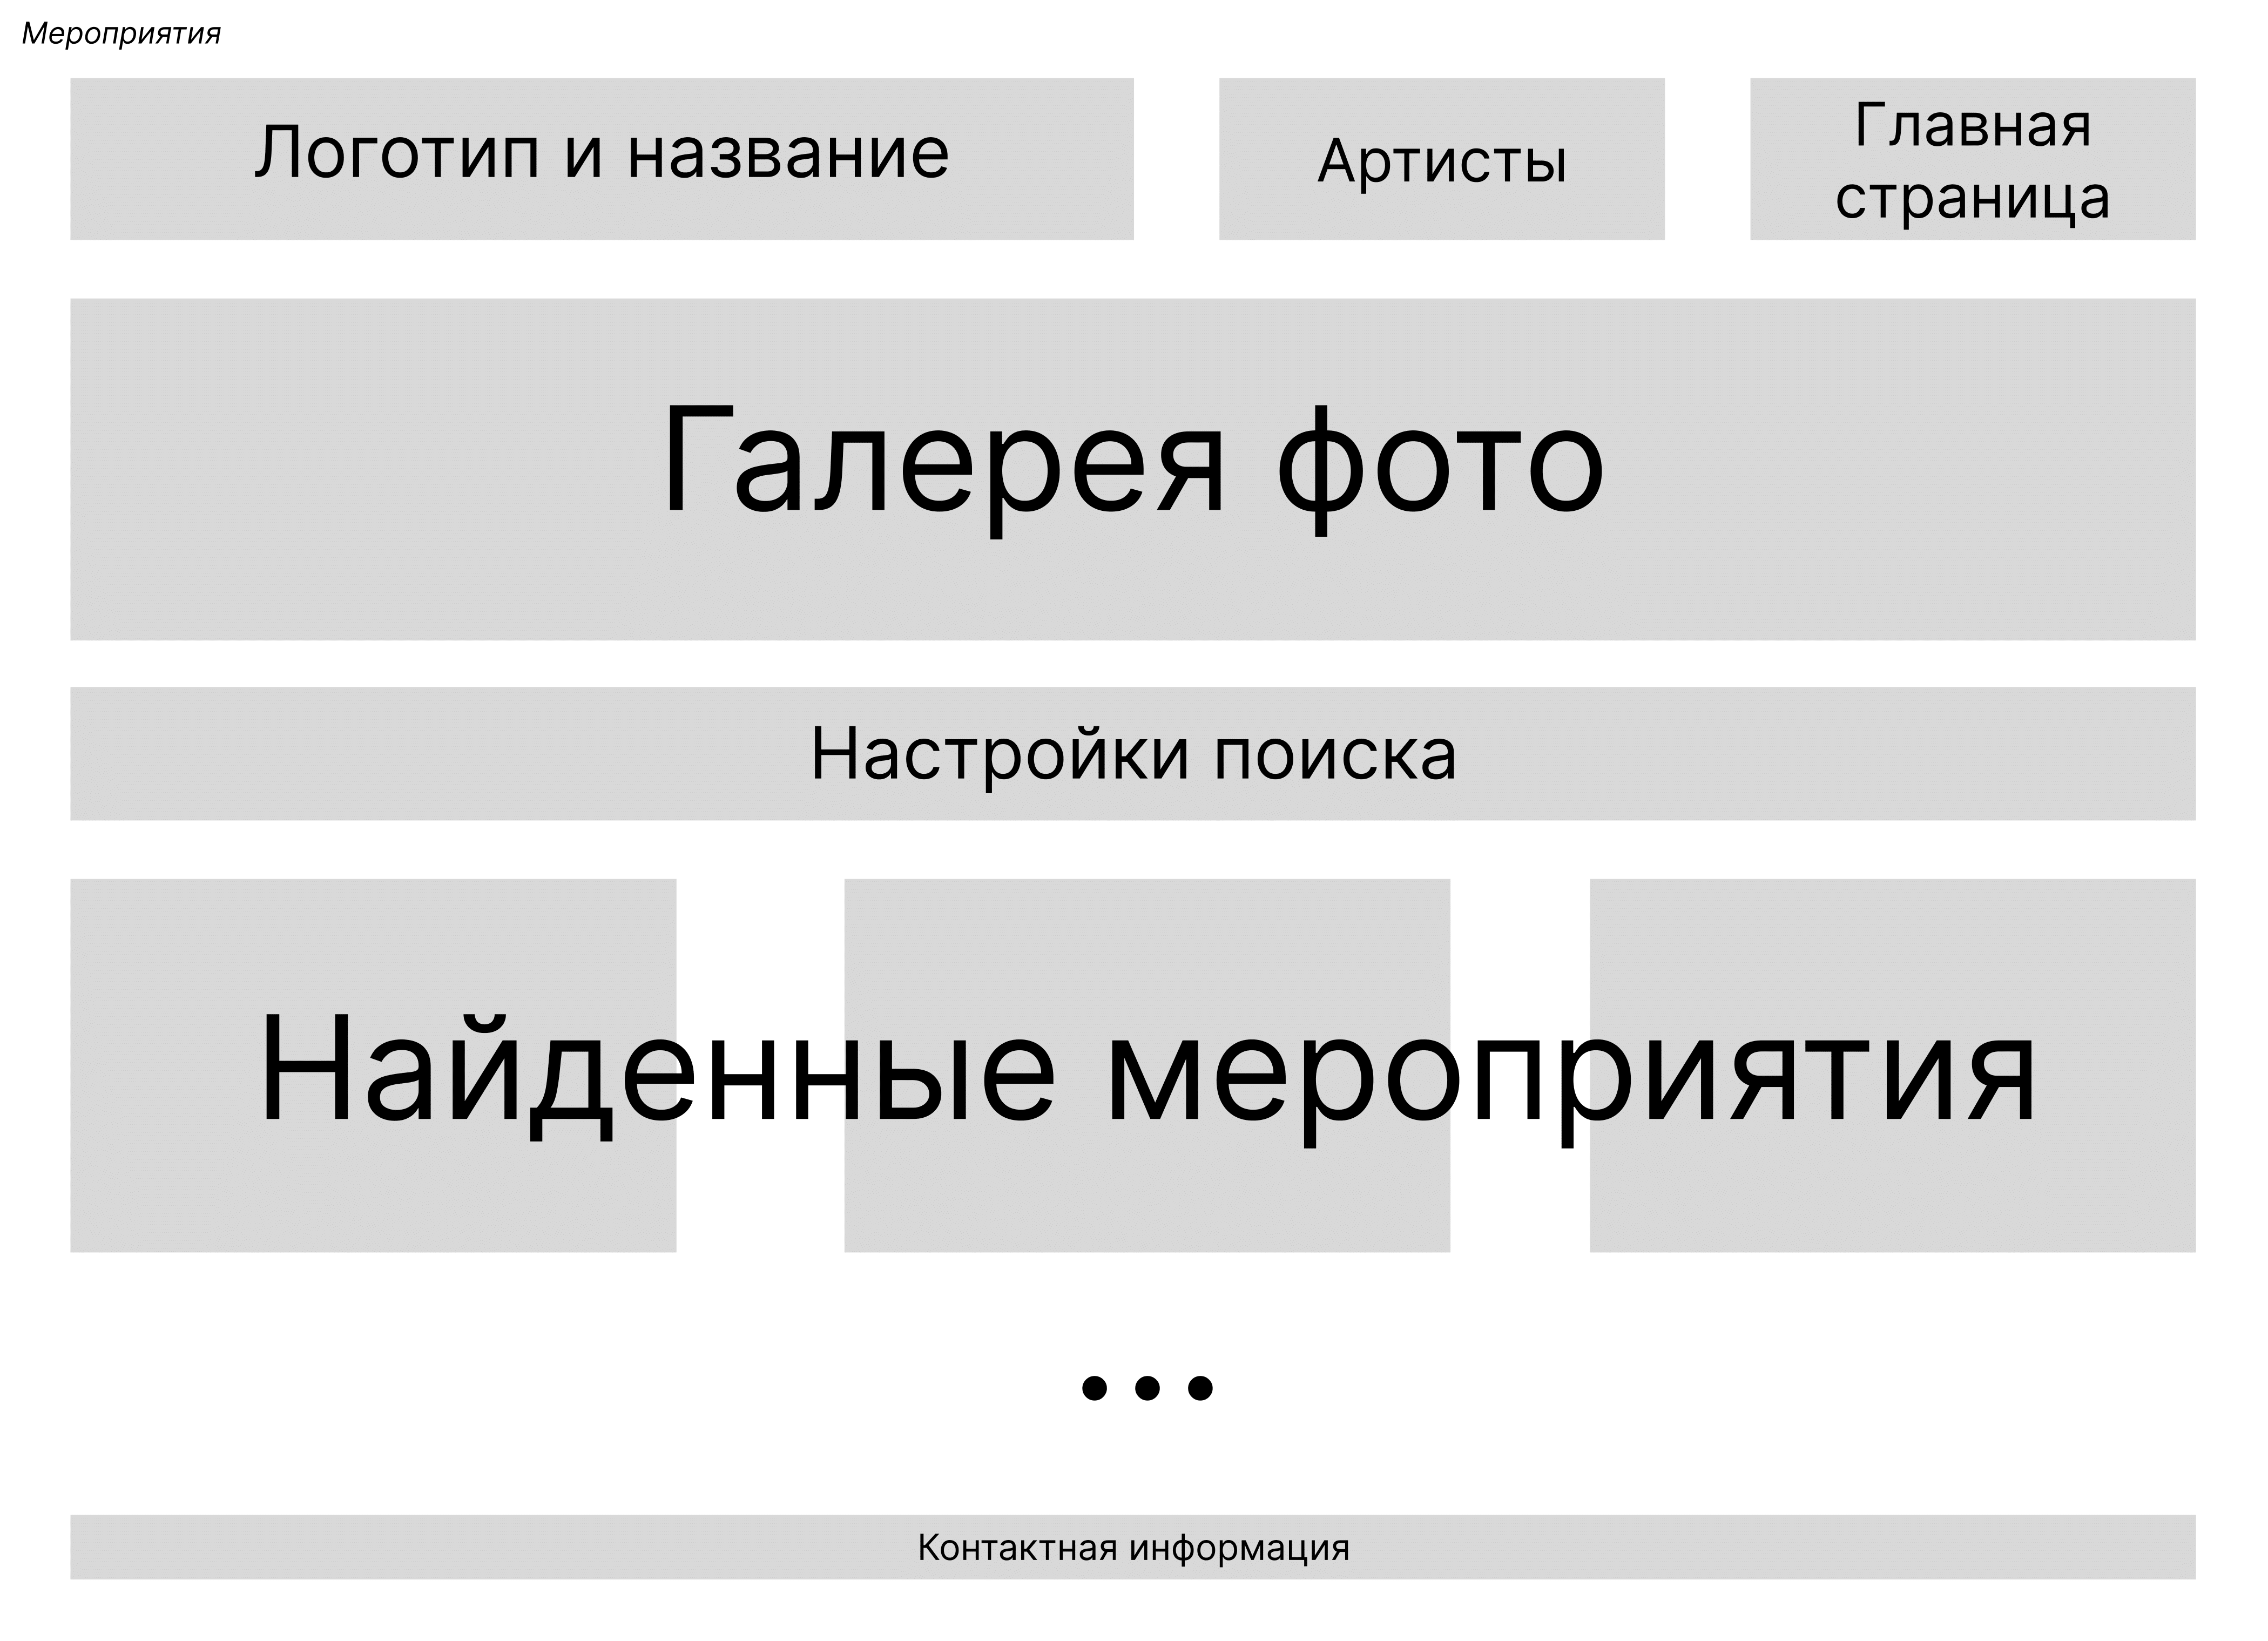 Мероприятия
Логотип и название
Артисты
Главная
страница
Галерея фото
Настройки поиска
Найденные мероприятия
...
Контактная информация